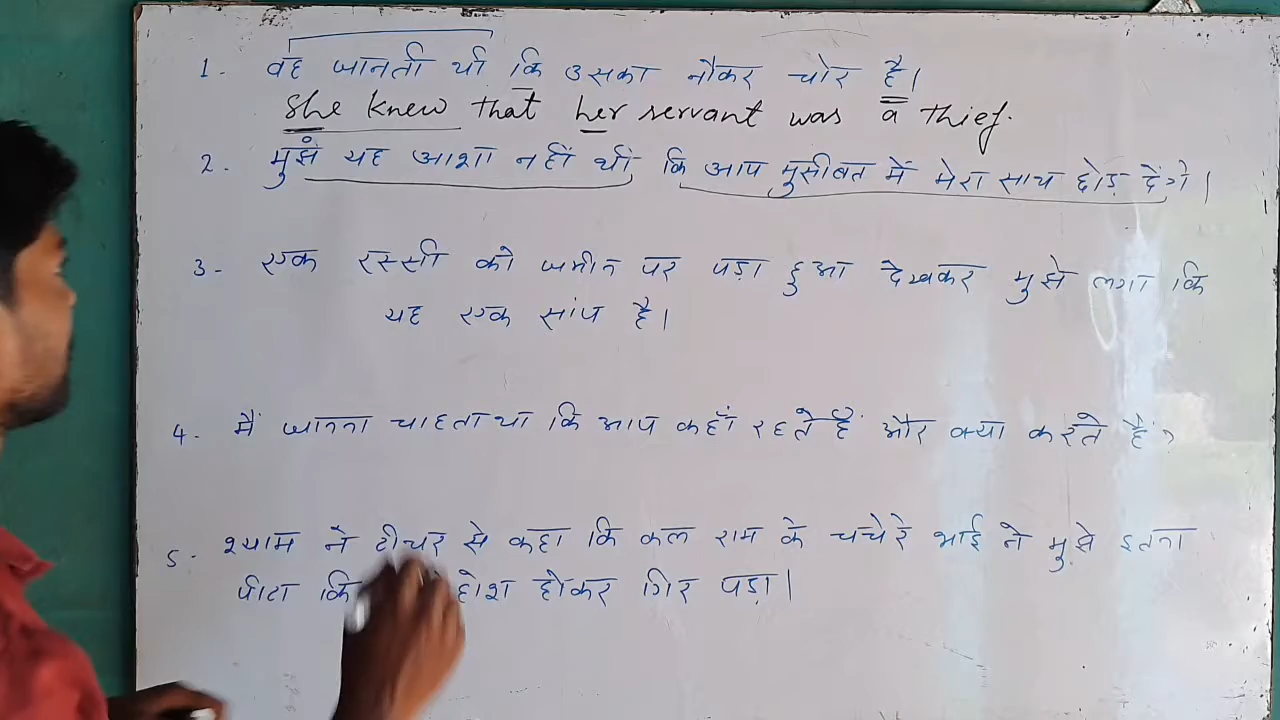 1. वह जानती थी कि उसका नौकर चोर है।
She knew that her servant was a thief.
2. मुझे यह आशा नहीं थी कि आप मुसीबत में मेरा साथ छोड़ देंगे।
3- एक रस्सी को जमीन पर पड़ा हुआ देखकर मुझे लगा कि
यह एक सांप है।
4. मैं जानना चाहता था कि आप कहाँ रहते हैं और क्या करते हैं?
5. श्याम ने टीचर से कहा कि कल राम के चचेरे भाई ने मुझे इतना
पीटा कि होश होकर गिर पड़ा।